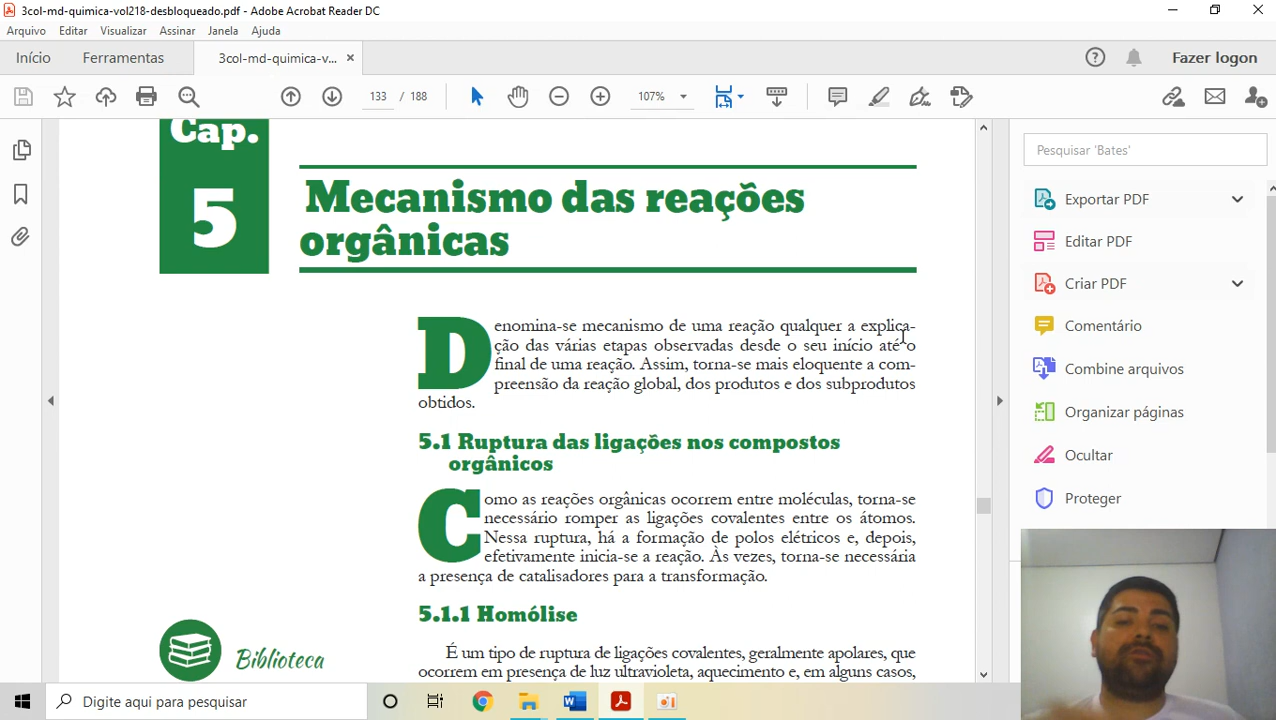 3col-md-quimica-vol218-desbloqueado.pdf - Adobe Acrobat Reader DC
Arquivo Editar Visualizar Assinar Janela Ajuda
Início Ferramentas 3col-md-quimica-v... Fazer logon
133 / 188 107%
Cap.
5
Mecanismo das reações
orgânicas
Denomina-se mecanismo de uma reação qualquer a explica-
ção das várias etapas observadas desde o seu início até o
final de uma reação. Assim, torna-se mais eloquente a com-
preensão da reação global, dos produtos e dos subprodutos
obtidos.
5.1 Ruptura das ligações nos compostos
orgânicos
Como as reações orgânicas ocorrem entre moléculas, torna-se
necessário romper as ligações covalentes entre os átomos.
Nessa ruptura, há a formação de polos elétricos e, depois,
efetivamente inicia-se a reação. Às vezes, torna-se necessária
a presença de catalisadores para a transformação.
5.1.1 Homólise
É um tipo de ruptura de ligações covalentes, geralmente apolares, que
ocorrem em presença de luz ultravioleta, aquecimento e, em alguns casos,
Biblioteca
Pesquisar 'Bates'
Exportar PDF
Editar PDF
Criar PDF
Comentário
Combine arquivos
Organizar páginas
Ocultar
Proteger
Digite aqui para pesquisar